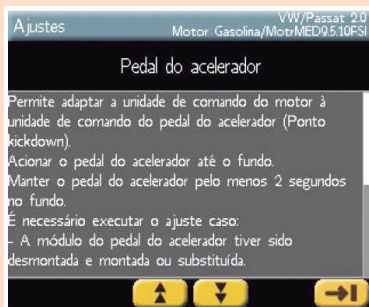 Ajustes
VW/Passat 2.0
Motor Gasolina/MotrMED9.5.10FSI
Pedal do acelerador
Permite adaptar a unidade de comando do motor à
unidade de comando do pedal do acelerador (Ponto
kickdown).
Acionar o pedal do acelerador até o fundo.
Manter o pedal do acelerador pelo menos 2 segundos
no fundo.
É necessário executar o ajuste caso:
- A módulo do pedal do acelerador tiver sido
desmontada e montada ou substituída.